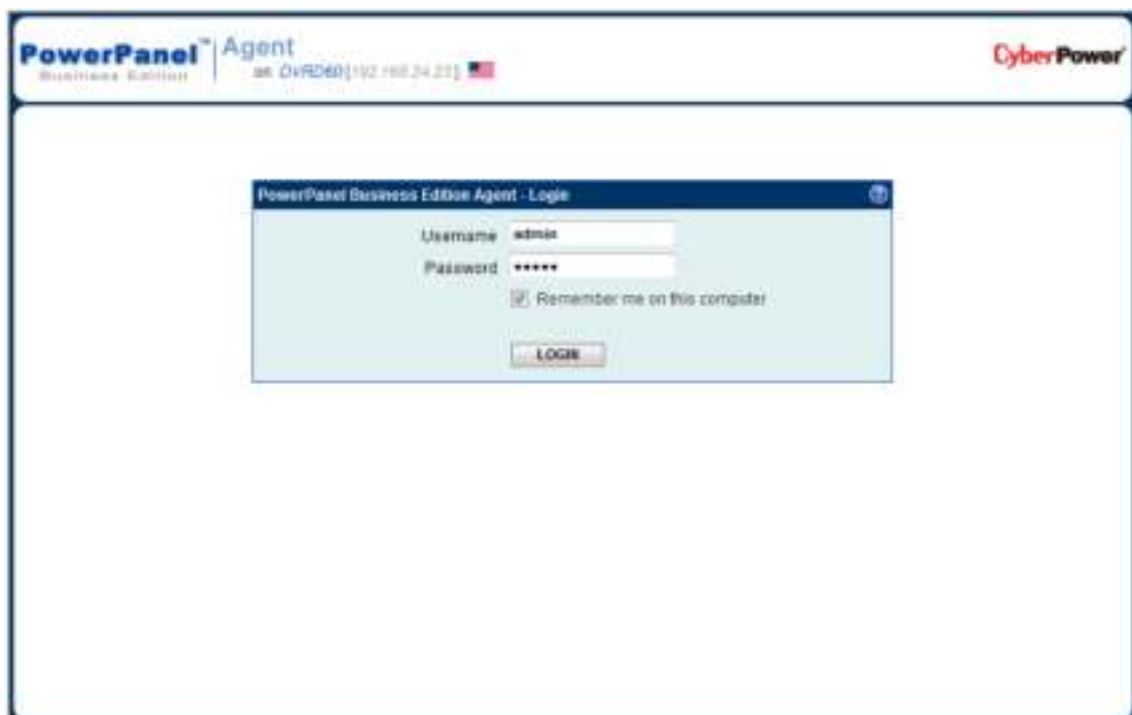 PowerPanel™ Agent
Business Edition
on DVRD60
CyberPower
PowerPanel Business Edition Agent - Login
Username admin
Password •••••
Remember me on this computer
LOGIN